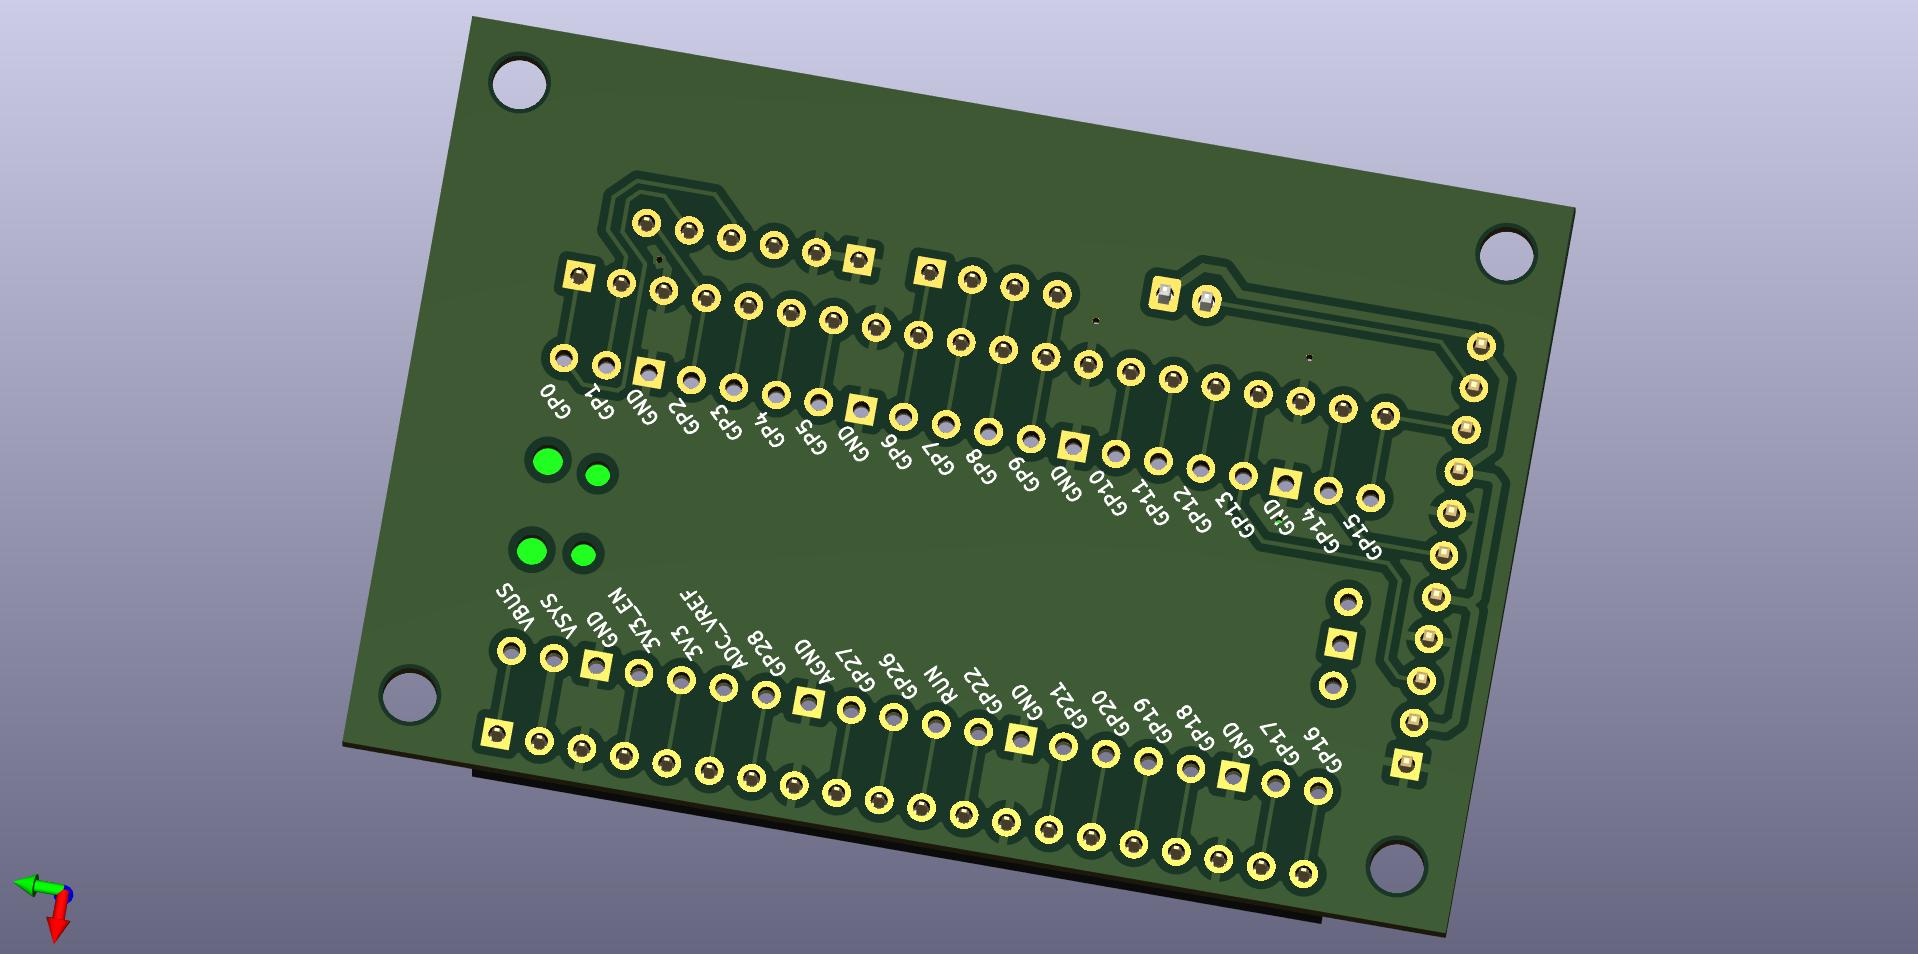 GP0
GP1
GND
GP2
GP3
GP4
GP5
GND
GP6
GP7
GP8
GP9
GND
GP10
GP11
GP12
GP13
GND
GP14
GP15
VBUS
VSYS
GND
3V3_EN
3V3
ADC_VREF
GP28
AGND
GP27
GP26
RUN
GP22
GND
GP21
GP20
GP19
GP18
GND
GP17
GP16